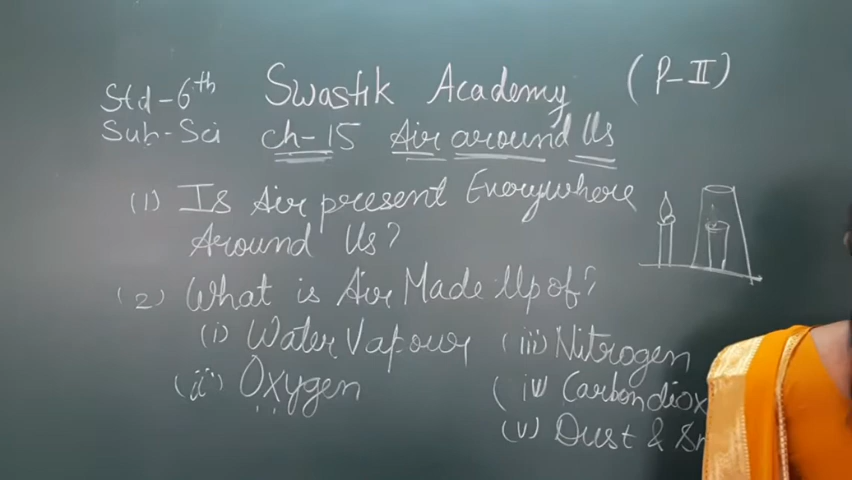 Std-6th Swastik Academy (P-II)
Sub-Sci ch-15 Air around Us
(1) Is Air present Everywhere
Around Us?
(2) What is Air Made Up of?
(i) Water Vapour (iii) Nitrogen
(ii) Oxygen (iv Carbondiox
(v) Dust &